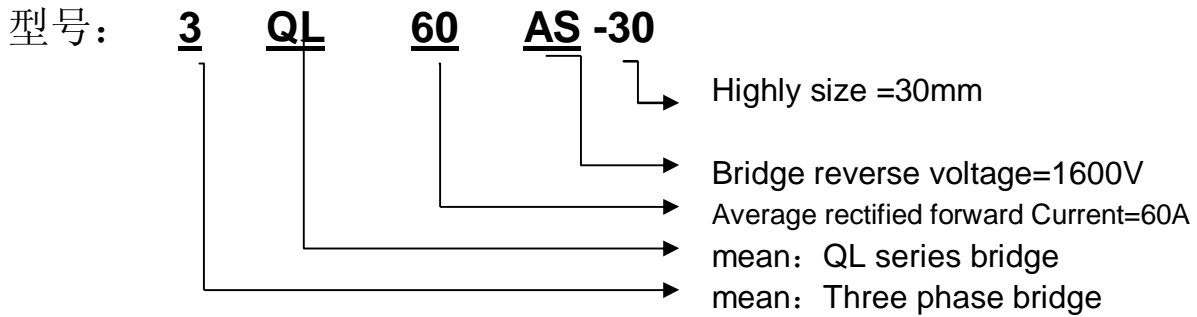 型号： 3 QL 60 AS -30
Highly size =30mm
Bridge reverse voltage=1600V
Average rectified forward Current=60A
mean：QL series bridge
mean：Three phase bridge